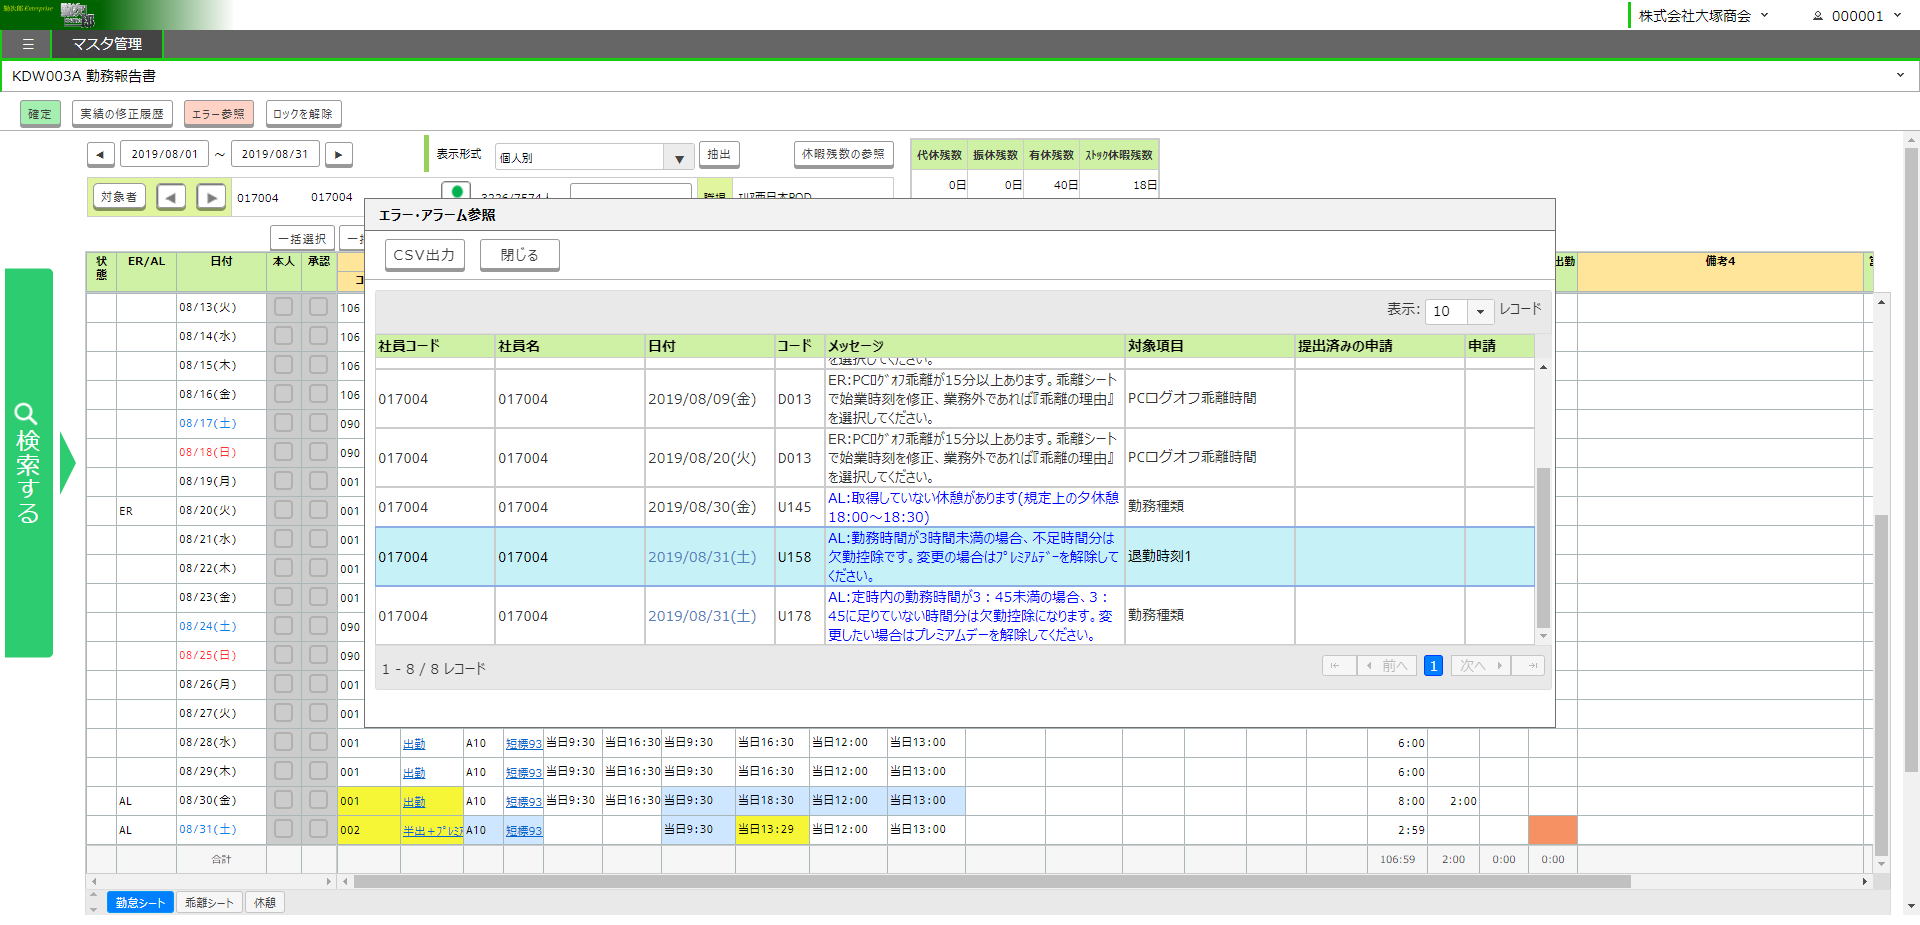 勤次郎Enterprise
株式会社大塚商会
000001
☰
マスタ管理
KDW003A 勤務報告書
確定
実績の修正履歴
エラー参照
ロックを解除
◀ 2019/08/01 ～ 2019/08/31 ▶
表示形式
個人別
抽出
休暇残数の参照
代休残数 振休残数 有休残数 ｽﾄｯｸ休暇残数
0日 0日 40日 18日
対象者 ◀ ▶ 017004 017004
一括選択
検索する
状態 ER/AL 日付 本人 承認
出勤 備考4
08/13(火) 106
08/14(水) 106
08/15(木) 106
08/16(金) 106
08/17(土) 090
08/18(日) 090
08/19(月) 001
ER 08/20(火) 001
08/21(水) 001
08/22(木) 001
08/23(金) 001
08/24(土) 090
08/25(日) 090
08/26(月) 001
08/27(火) 001
エラー・アラーム参照
CSV出力
閉じる
表示: 10 レコード
社員コード 社員名 日付 コード メッセージ 対象項目 提出済みの申請 申請
を選択してください。
017004 017004 2019/08/09(金) D013
ER:PCﾛｸﾞｵﾌ乖離が15分以上あります。乖離シート
で始業時刻を修正、業務外であれば『乖離の理由』
を選択してください。
PCログオフ乖離時間
017004 017004 2019/08/20(火) D013
ER:PCﾛｸﾞｵﾌ乖離が15分以上あります。乖離シート
で始業時刻を修正、業務外であれば『乖離の理由』
を選択してください。
PCログオフ乖離時間
017004 017004 2019/08/30(金) U145
AL:取得していない休憩があります(規定上の夕休憩
18:00～18:30)
勤務種類
017004 017004 2019/08/31(土) U158
AL:勤務時間が3時間未満の場合、不足時間分は
欠勤控除です。変更の場合はﾌﾟﾚﾐｱﾑﾃﾞｰを解除して
ください。
退勤時刻1
017004 017004 2019/08/31(土) U178
AL:定時内の勤務時間が3：45未満の場合、3：
45に足りていない時間分は欠勤控除になります。変
更したい場合はプレミアムデーを解除してください。
勤務種類
1 - 8 / 8 レコード
前へ 1 次へ
08/28(水) 001 出勤 A10 短標93 当日9:30 当日16:30 当日9:30 当日16:30 当日12:00 当日13:00 6:00
08/29(木) 001 出勤 A10 短標93 当日9:30 当日16:30 当日9:30 当日16:30 当日12:00 当日13:00 6:00
AL 08/30(金) 001 出勤 A10 短標93 当日9:30 当日16:30 当日9:30 当日18:30 当日12:00 当日13:00 8:00 2:00
AL 08/31(土) 002 半出＋ﾌﾟﾚﾐｱ A10 短標93 当日9:30 当日13:29 当日12:00 当日13:00 2:59
合計 106:59 2:00 0:00 0:00
勤怠シート 乖離シート 休憩